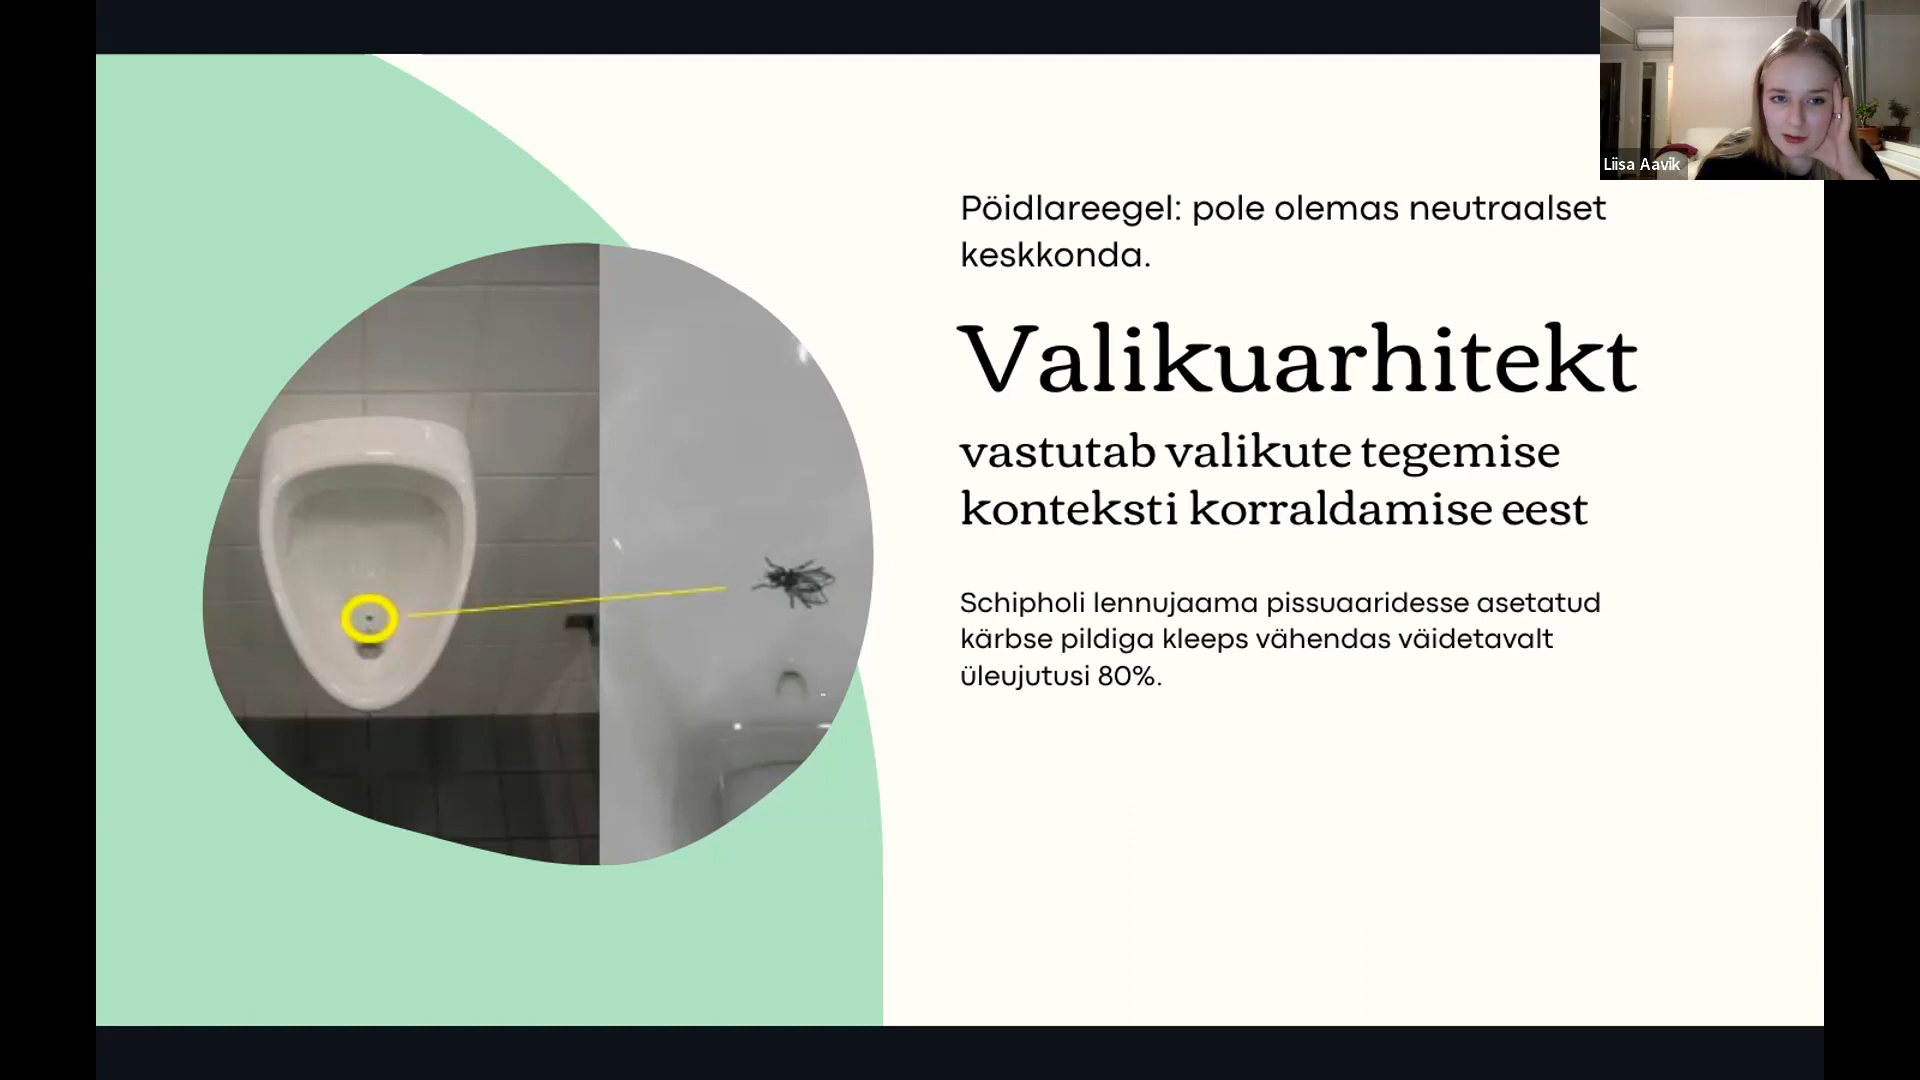 Liisa Aavik
Pöidlareegel: pole olemas neutraalset
keskkonda.
Valikuarhitekt
vastutab valikute tegemise
konteksti korraldamise eest
Schipholi lennujaama pissuaaridesse asetatud
kärbse pildiga kleeps vähendas väidetavalt
üleujutusi 80%.